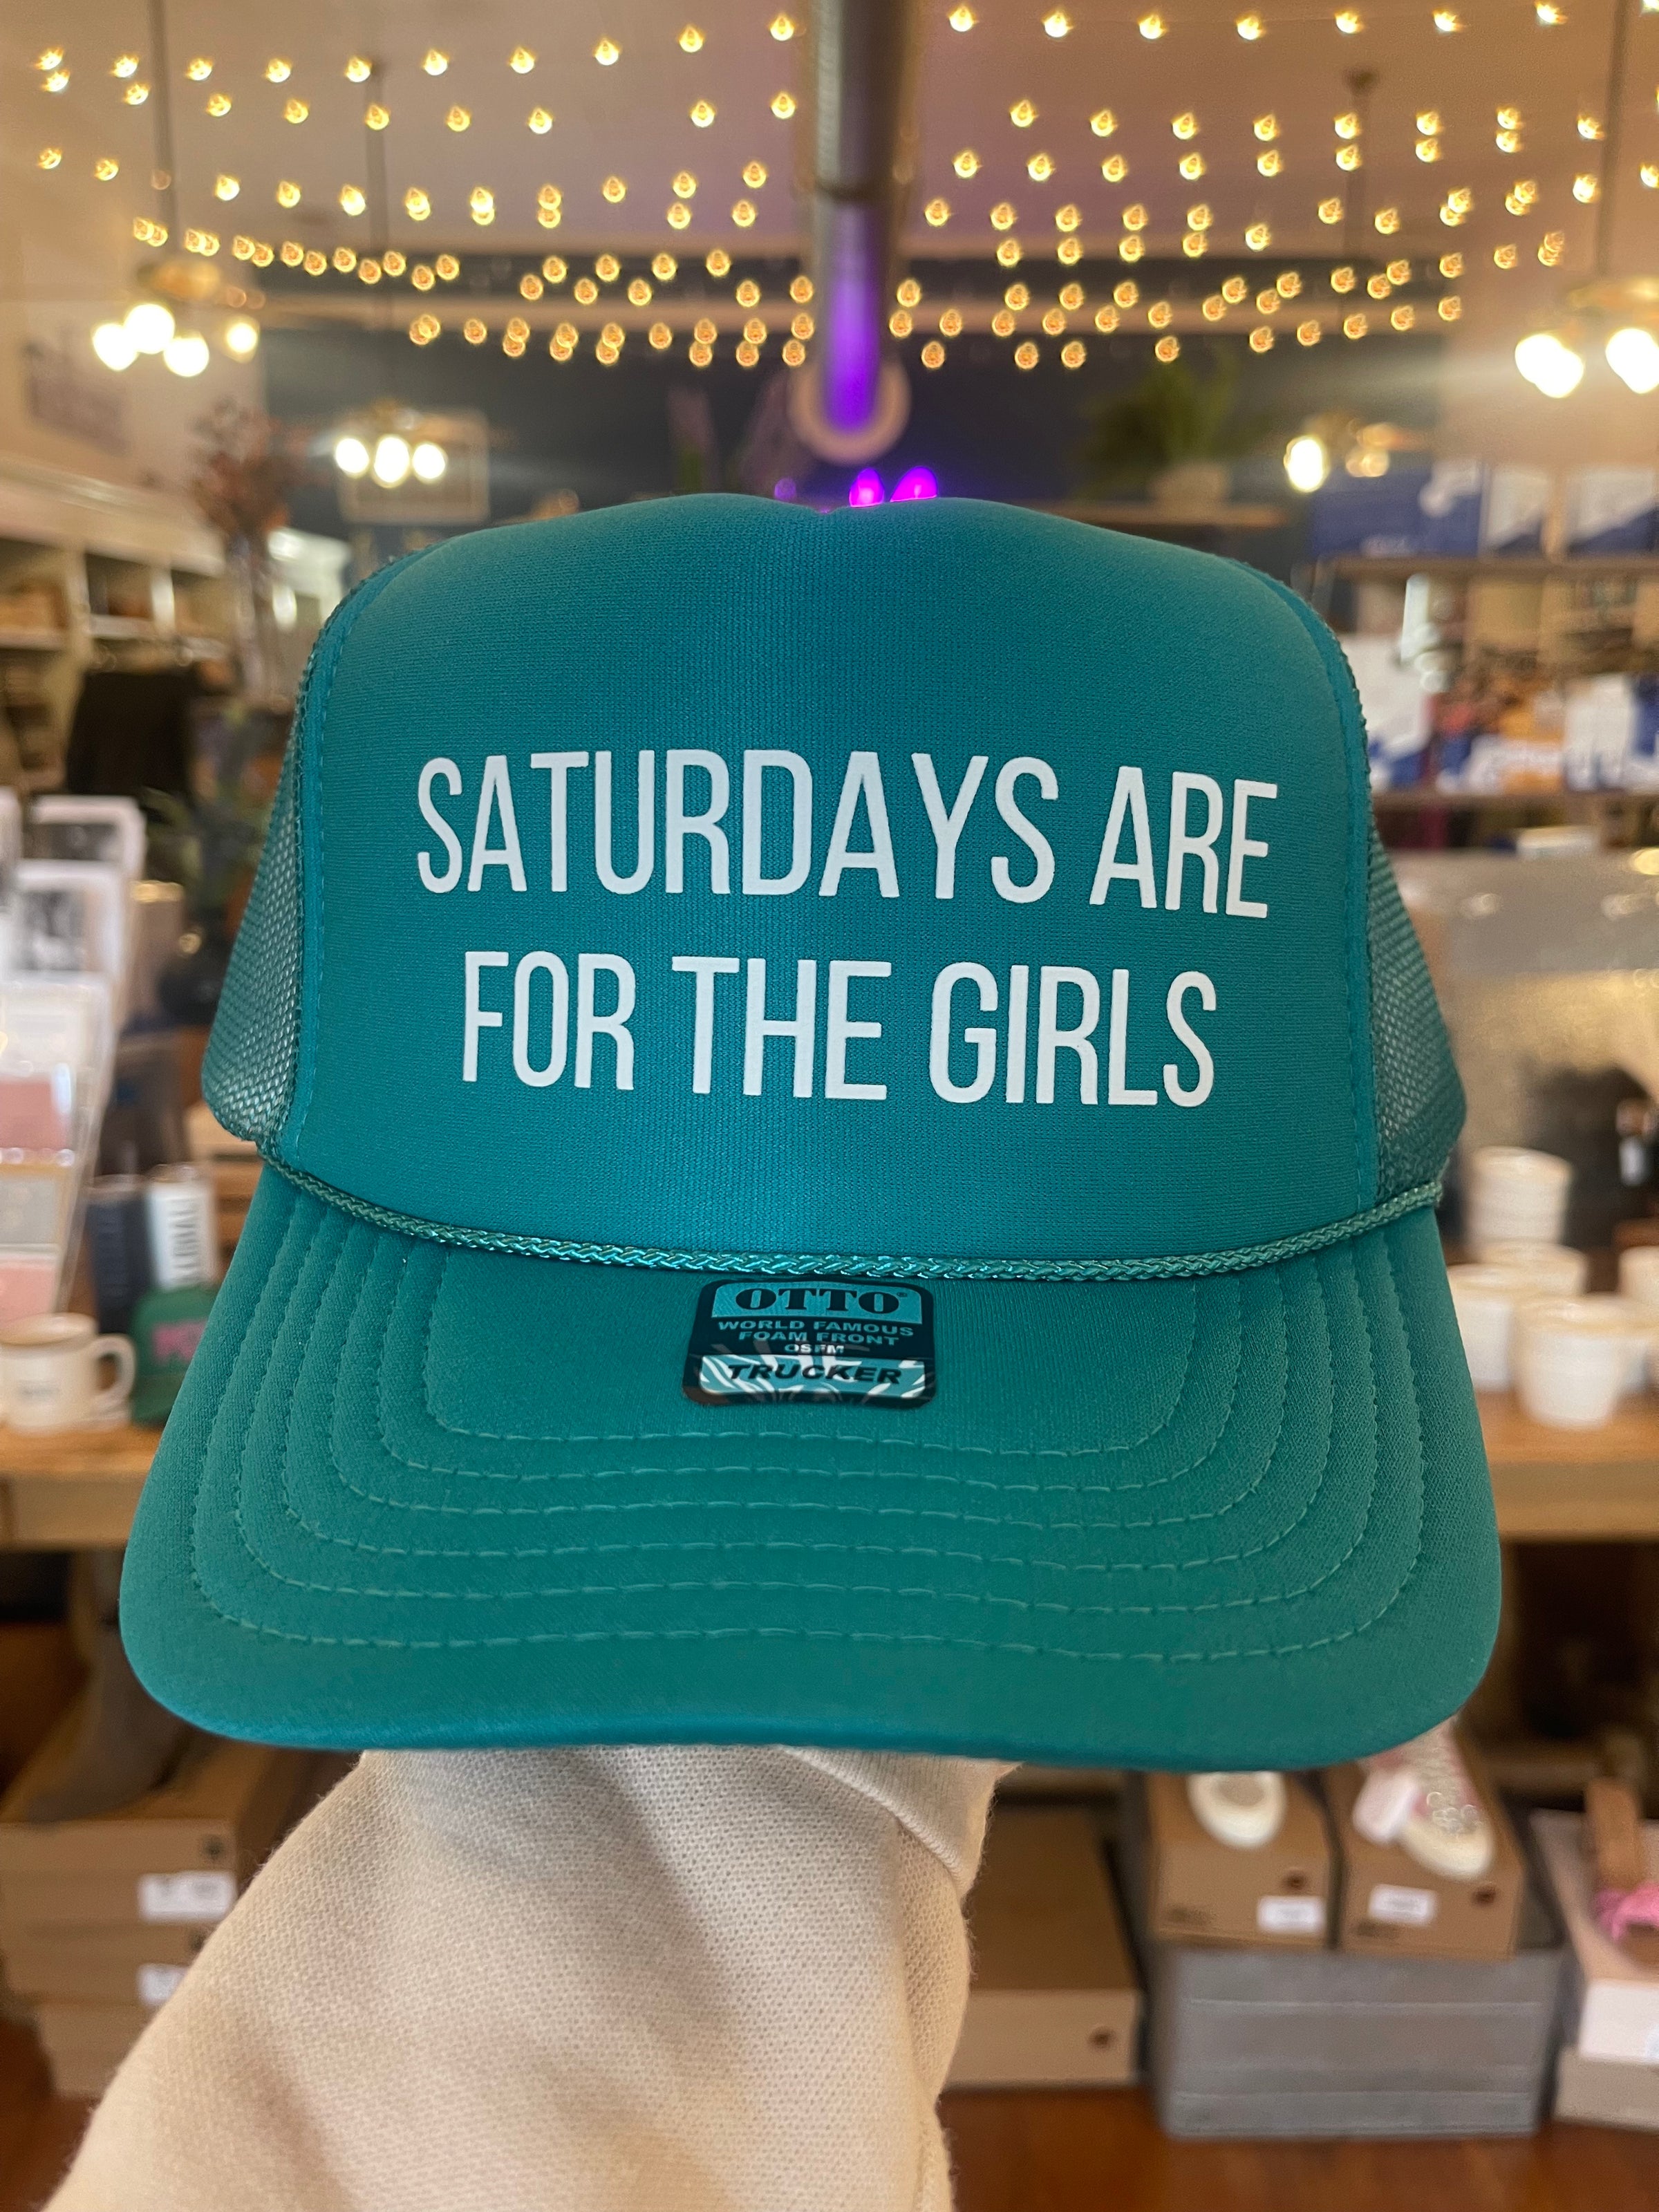 SATURDAYS ARE
FOR THE GIRLS
OTTO
WORLD FAMOUS
FOAM FRONT
OSFM
TRUCKER